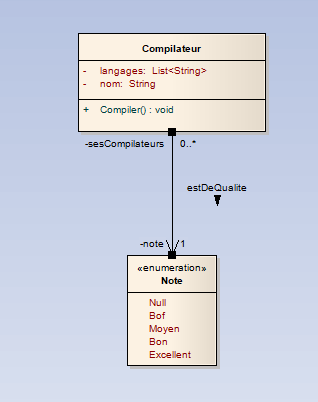 Compilateur
- langages: List<String>
- nom: String
+ Compiler() : void
-sesCompilateurs 0..*
estDeQualite
-note 1
«enumeration»
Note
Null
Bof
Moyen
Bon
Excellent